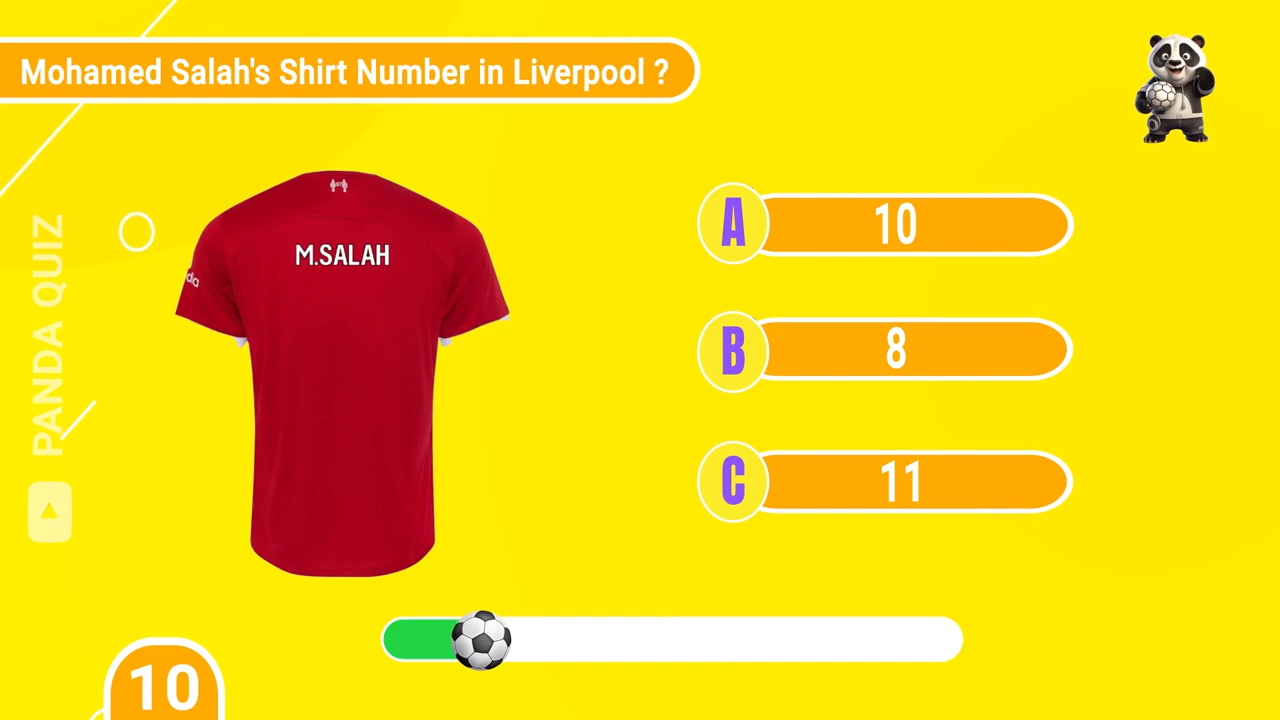 Mohamed Salah's Shirt Number in Liverpool ?
M.SALAH
PANDA QUIZ
A
10
B
8
C
11
10